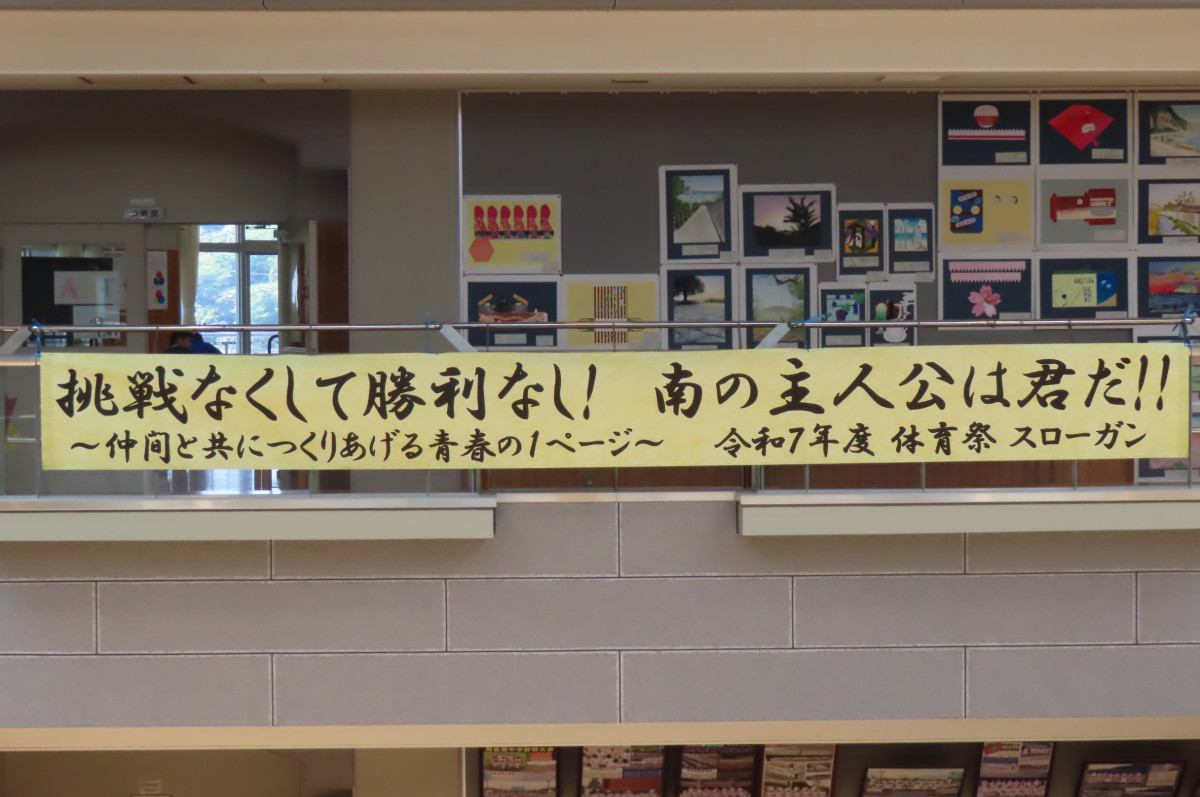 挑戦なくして勝利なし! 南の主人公は君だ!!
～仲間と共につくりあげる青春の1ページ～ 令和7年度 体育祭 スローガン